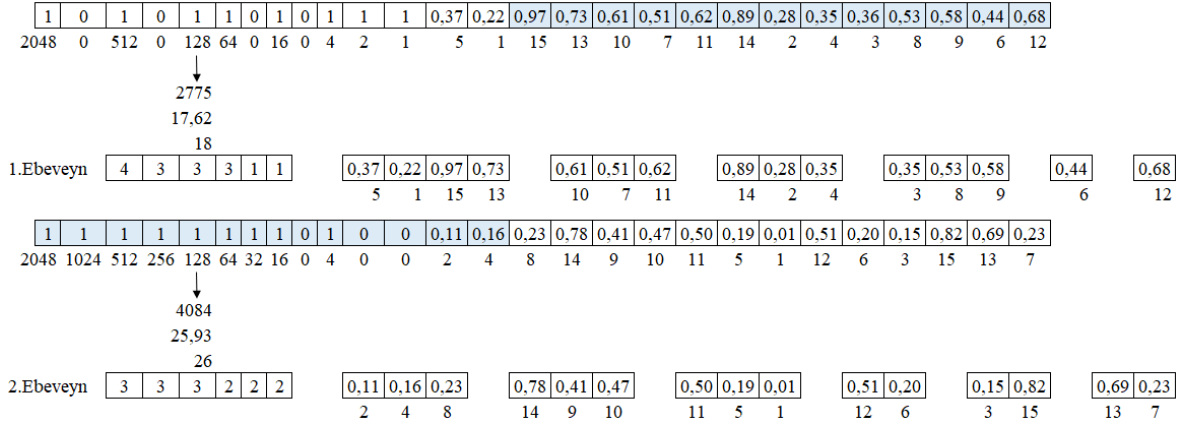 1 0 1 0 1 1 0 1 0 1 1 1 0,37 0,22 0,97 0,73 0,61 0,51 0,62 0,89 0,28 0,35 0,36 0,53 0,58 0,44 0,68
2048 0 512 0 128 64 0 16 0 4 2 1 5 1 15 13 10 7 11 14 2 4 3 8 9 6 12
2775
17,62
18
1.Ebeveyn 4 3 3 3 1 1 0,37 0,22 0,97 0,73 0,61 0,51 0,62 0,89 0,28 0,35 0,35 0,53 0,58 0,44 0,68
5 1 15 13 10 7 11 14 2 4 3 8 9 6 12
1 1 1 1 1 1 1 1 0 1 0 0 0,11 0,16 0,23 0,78 0,41 0,47 0,50 0,19 0,01 0,51 0,20 0,15 0,82 0,69 0,23
2048 1024 512 256 128 64 32 16 0 4 0 0 2 4 8 14 9 10 11 5 1 12 6 3 15 13 7
4084
25,93
26
2.Ebeveyn 3 3 3 2 2 2 0,11 0,16 0,23 0,78 0,41 0,47 0,50 0,19 0,01 0,51 0,20 0,15 0,82 0,69 0,23
2 4 8 14 9 10 11 5 1 12 6 3 15 13 7